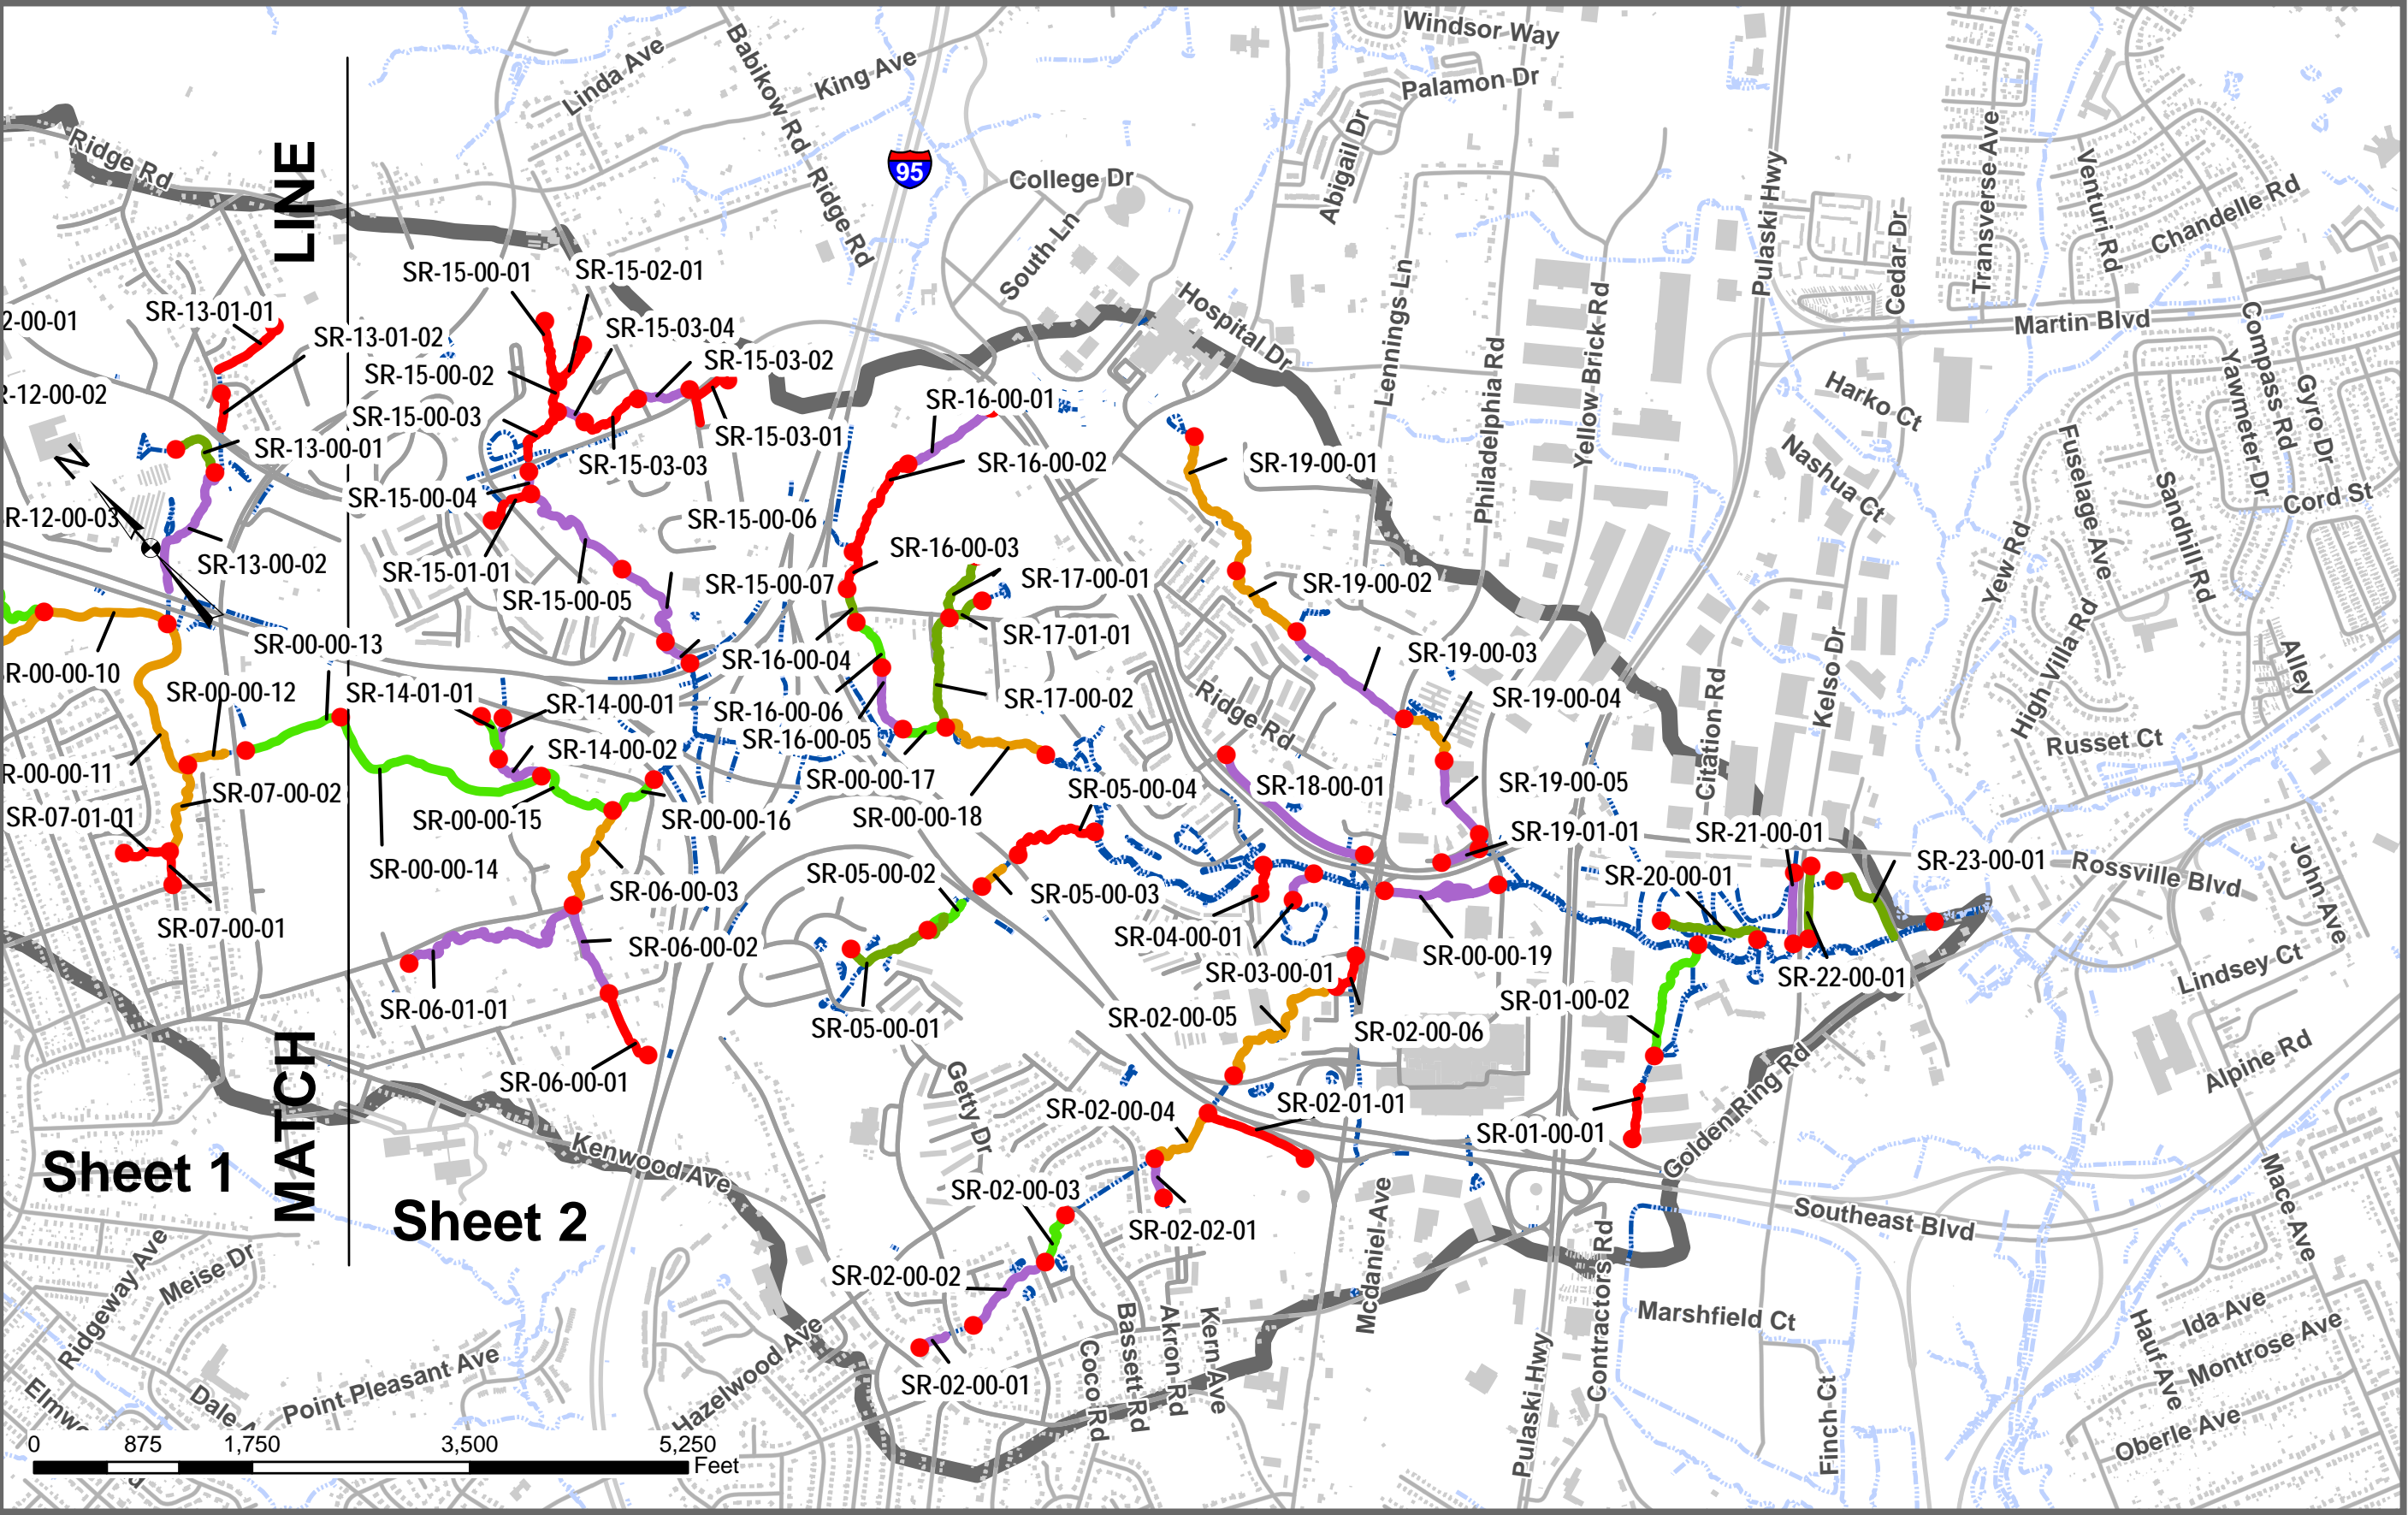 Windsor Way
Linda Ave
Babikow Rd
King Ave
Palamon Dr
Ridge Rd
LINE
95
College Dr
Abigail Dr
Pulaski Hwy
Transverse Ave
Venturi Rd
Chandelle Rd
Ridge Rd
South Ln
Cedar Dr
SR-15-00-01
SR-15-02-01
SR-13-01-01
2-00-01
SR-13-01-02
SR-15-03-04
Hospital Dr
Lennings Ln
Philadelphia Rd
Yellow Brick Rd
Martin Blvd
Compass Rd
SR-15-00-02
SR-15-03-02
R-12-00-02
SR-15-00-03
SR-16-00-01
Harko Ct
Yawmeter Dr
Gyro Dr
SR-13-00-01
SR-15-03-01
SR-15-03-03
SR-16-00-02
SR-19-00-01
Nashua Ct
Fuselage Ave
Sandhill Rd
Cord St
N
SR-15-00-04
R-12-00-03
SR-15-00-06
SR-13-00-02
SR-15-01-01
SR-16-00-03
SR-17-00-01
SR-15-00-07
SR-19-00-02
Yew Rd
SR-15-00-05
SR-17-01-01
SR-00-00-13
SR-16-00-04
SR-19-00-03
High Villa Rd
Alley
R-00-00-10
SR-00-00-12
SR-14-01-01
SR-14-00-01
SR-16-00-06
SR-17-00-02
Ridge Rd
SR-19-00-04
Citation Rd
Kelso Dr
SR-14-00-02
SR-16-00-05
Russet Ct
R-00-00-11
SR-00-00-17
SR-07-00-02
SR-05-00-04
SR-18-00-01
SR-19-00-05
SR-07-01-01
SR-00-00-15
SR-00-00-16
SR-00-00-18
SR-19-01-01
SR-21-00-01
SR-00-00-14
SR-05-00-02
SR-23-00-01
Rossville Blvd
John Ave
SR-06-00-03
SR-05-00-03
SR-20-00-01
SR-07-00-01
SR-06-00-02
SR-04-00-01
SR-00-00-19
SR-03-00-01
SR-22-00-01
Lindsey Ct
SR-06-01-01
SR-05-00-01
SR-02-00-05
SR-02-00-06
SR-01-00-02
MATCH
SR-06-00-01
Getty Dr
SR-02-00-04
SR-02-01-01
SR-01-00-01
Goldenring Rd
Alpine Rd
Sheet 1
Kenwood Ave
SR-02-00-03
Sheet 2
SR-02-02-01
Mcdaniel Ave
Southeast Blvd
Mace Ave
Ridgeway Ave
Meise Dr
SR-02-00-02
Contractors Rd
Marshfield Ct
Ida Ave
Hauf Ave
Montrose Ave
Point Pleasant Ave
Hazelwood Ave
SR-02-00-01
Coco Rd
Bassett Rd
Akron Rd
Kern Ave
Pulaski Hwy
Finch Ct
Oberle Ave
Dale
0 875 1,750 3,500 5,250
Feet